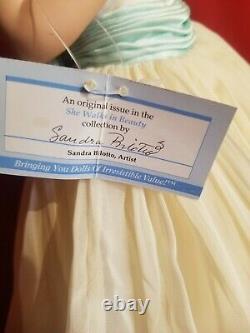 An original issue in the
She Walks in Beauty
collection by
Sandra Bilotto
Sandra Bilotto, Artist
Bringing You Dolls Of Irresistible Value!™